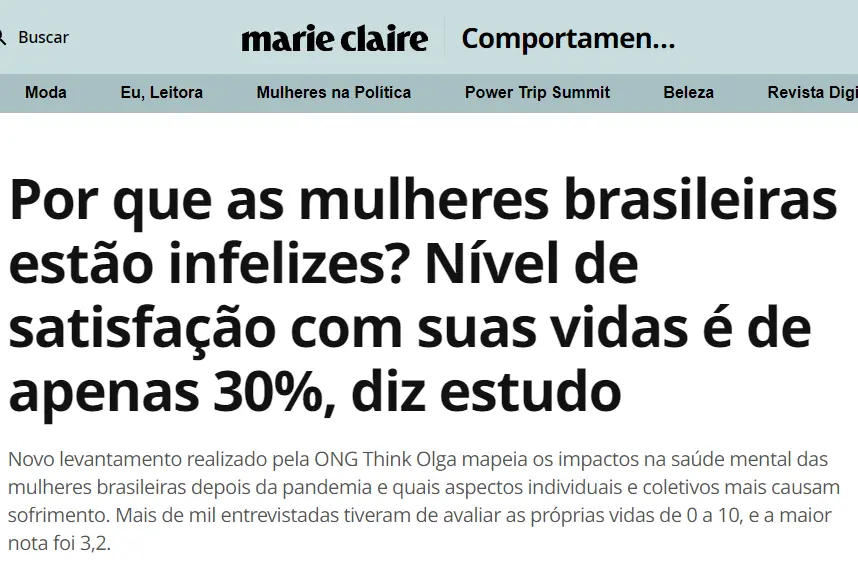 Buscar
marie claire
Comportamen...
Moda
Eu, Leitora
Mulheres na Política
Power Trip Summit
Beleza
Revista Digi
Por que as mulheres brasileiras
estão infelizes? Nível de
satisfação com suas vidas é de
apenas 30%, diz estudo
Novo levantamento realizado pela ONG Think Olga mapeia os impactos na saúde mental das
mulheres brasileiras depois da pandemia e quais aspectos individuais e coletivos mais causam
sofrimento. Mais de mil entrevistadas tiveram de avaliar as próprias vidas de 0 a 10, e a maior
nota foi 3,2.